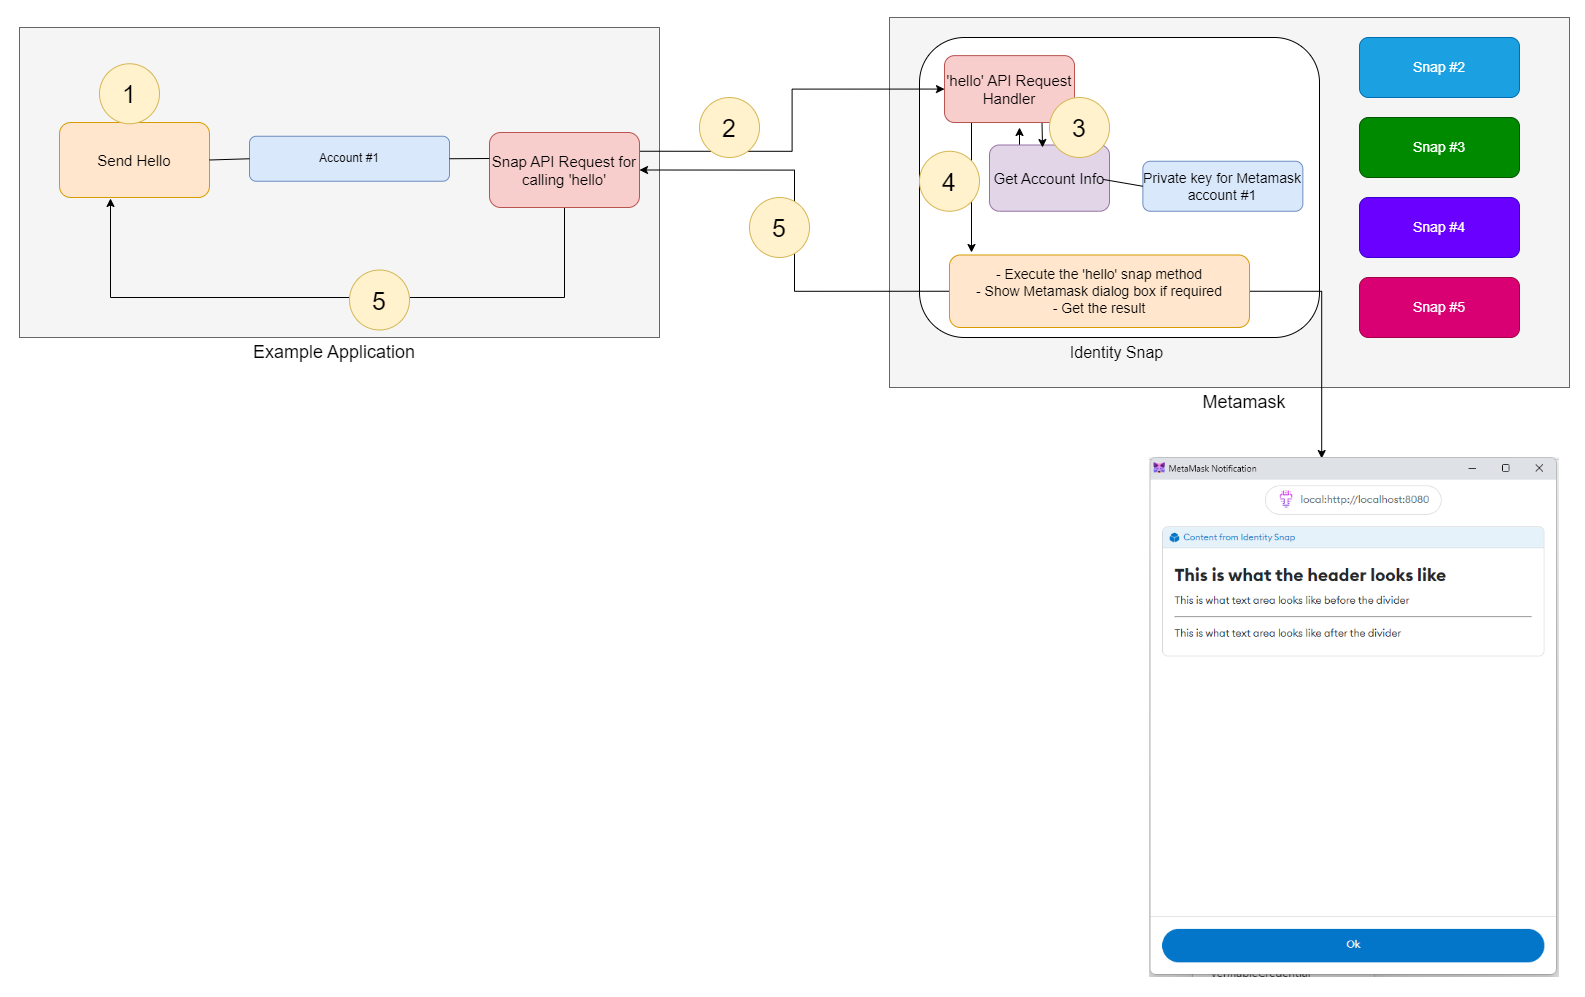 1
Send Hello
Account #1
Snap API Request for
calling 'hello'
5
Example Application
2
5
'hello' API Request
Handler
3
Get Account Info
4
Private key for Metamask
account #1
- Execute the 'hello' snap method
- Show Metamask dialog box if required
- Get the result
Identity Snap
Snap #2
Snap #3
Snap #4
Snap #5
Metamask
MetaMask Notification
local:http://localhost:8080
Content from Identity Snap
This is what the header looks like
This is what text area looks like before the divider
This is what text area looks like after the divider
Ok